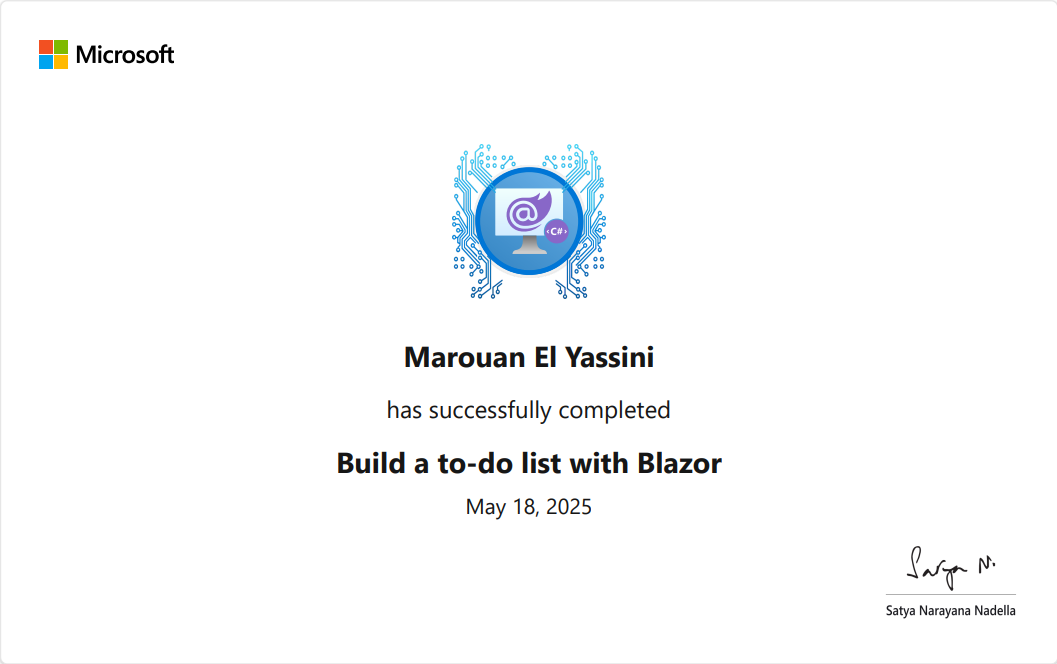 Microsoft
@
‹C#›
Marouan El Yassini
has successfully completed
Build a to-do list with Blazor
May 18, 2025
Satya N.
Satya Narayana Nadella